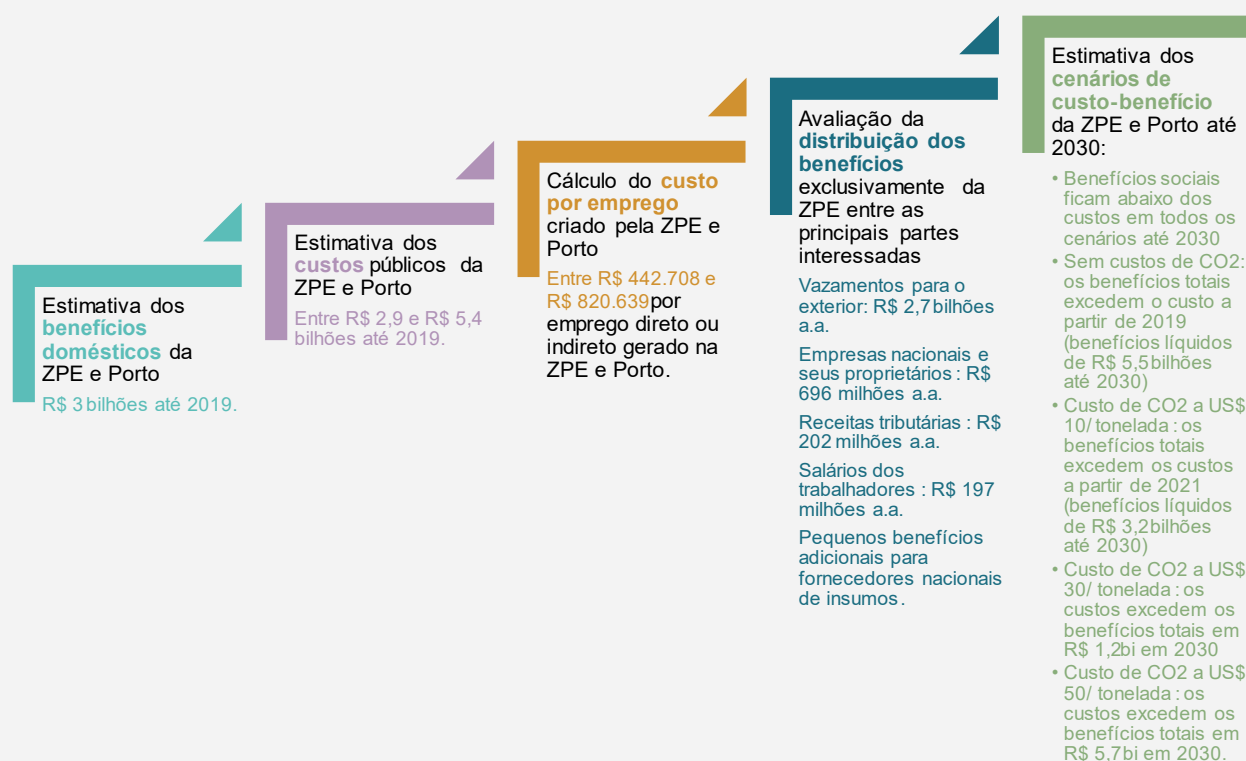 Estimativa dos
benefícios
domésticos da
ZPE e Porto
R$ 3 bilhões até 2019.
Estimativa dos
custos públicos da
ZPE e Porto
Entre R$ 2,9 e R$ 5,4
bilhões até 2019.
Cálculo do custo
por emprego
criado pela ZPE e
Porto
Entre R$ 442.708 e
R$ 820.639por
emprego direto ou
indireto gerado na
ZPE e Porto.
Avaliação da
distribuição dos
benefícios
exclusivamente da
ZPE entre as
principais partes
interessadas
Vazamentos para o
exterior: R$ 2,7 bilhões
a.a.
Empresas nacionais e
seus proprietários : R$
696 milhões a.a.
Receitas tributárias : R$
202 milhões a.a.
Salários dos
trabalhadores : R$ 197
milhões a.a.
Pequenos benefícios
adicionais para
fornecedores nacionais
de insumos.
Estimativa dos
cenários de
custo-benefício
da ZPE e Porto até
2030:
• Benefícios sociais
ficam abaixo dos
custos em todos os
cenários até 2030
• Sem custos de CO2:
os benefícios totais
excedem o custo a
partir de 2019
(benefícios líquidos
de R$ 5,5bilhões
até 2030)
• Custo de CO2 a US$
10/ tonelada : os
benefícios totais
excedem os custos
a partir de 2021
(benefícios líquidos
de R$ 3,2bilhões
até 2030)
• Custo de CO2 a US$
30/ tonelada : os
custos excedem os
benefícios totais em
R$ 1,2bi em 2030
• Custo de CO2 a US$
50/ tonelada : os
custos excedem os
benefícios totais em
R$ 5,7bi em 2030.